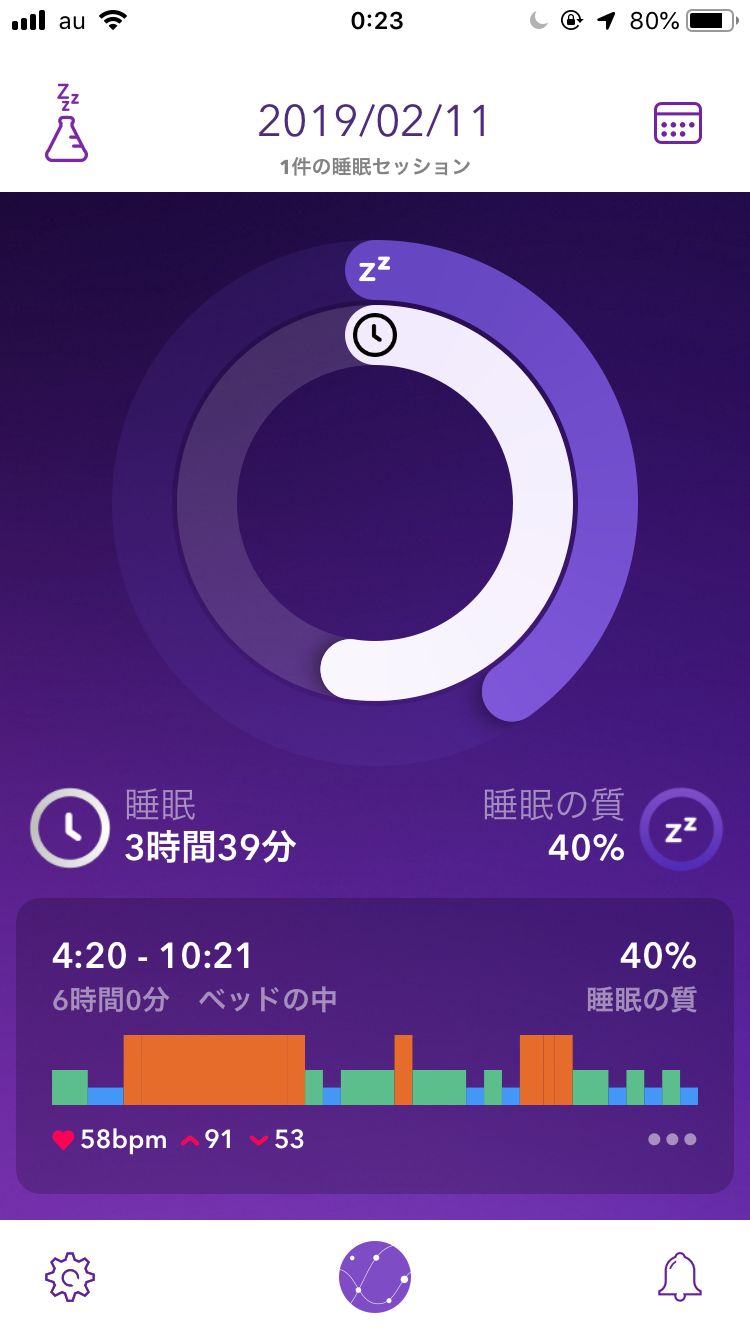 au 0:23 80%
Zzz
2019/02/11
1件の睡眠セッション
zz
睡眠
3時間39分
睡眠の質
40%
zz
4:20 - 10:21 40%
6時間0分 ベッドの中 睡眠の質
58bpm 91 53